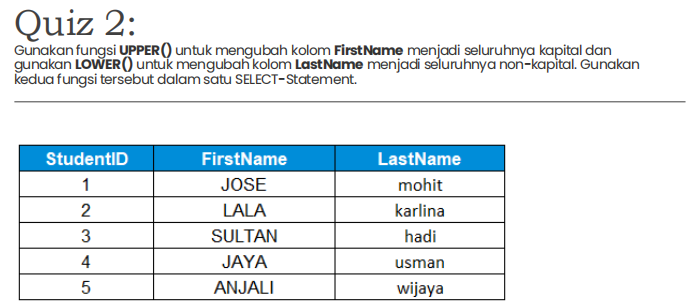 Quiz 2:
Gunakan fungsi UPPER() untuk mengubah kolom FirstName menjadi seluruhnya kapital dan
gunakan LOWER() untuk mengubah kolom LastName menjadi seluruhnya non-kapital. Gunakan
kedua fungsi tersebut dalam satu SELECT-Statement.
StudentID FirstName LastName
1 JOSE mohit
2 LALA karlina
3 SULTAN hadi
4 JAYA usman
5 ANJALI wijaya